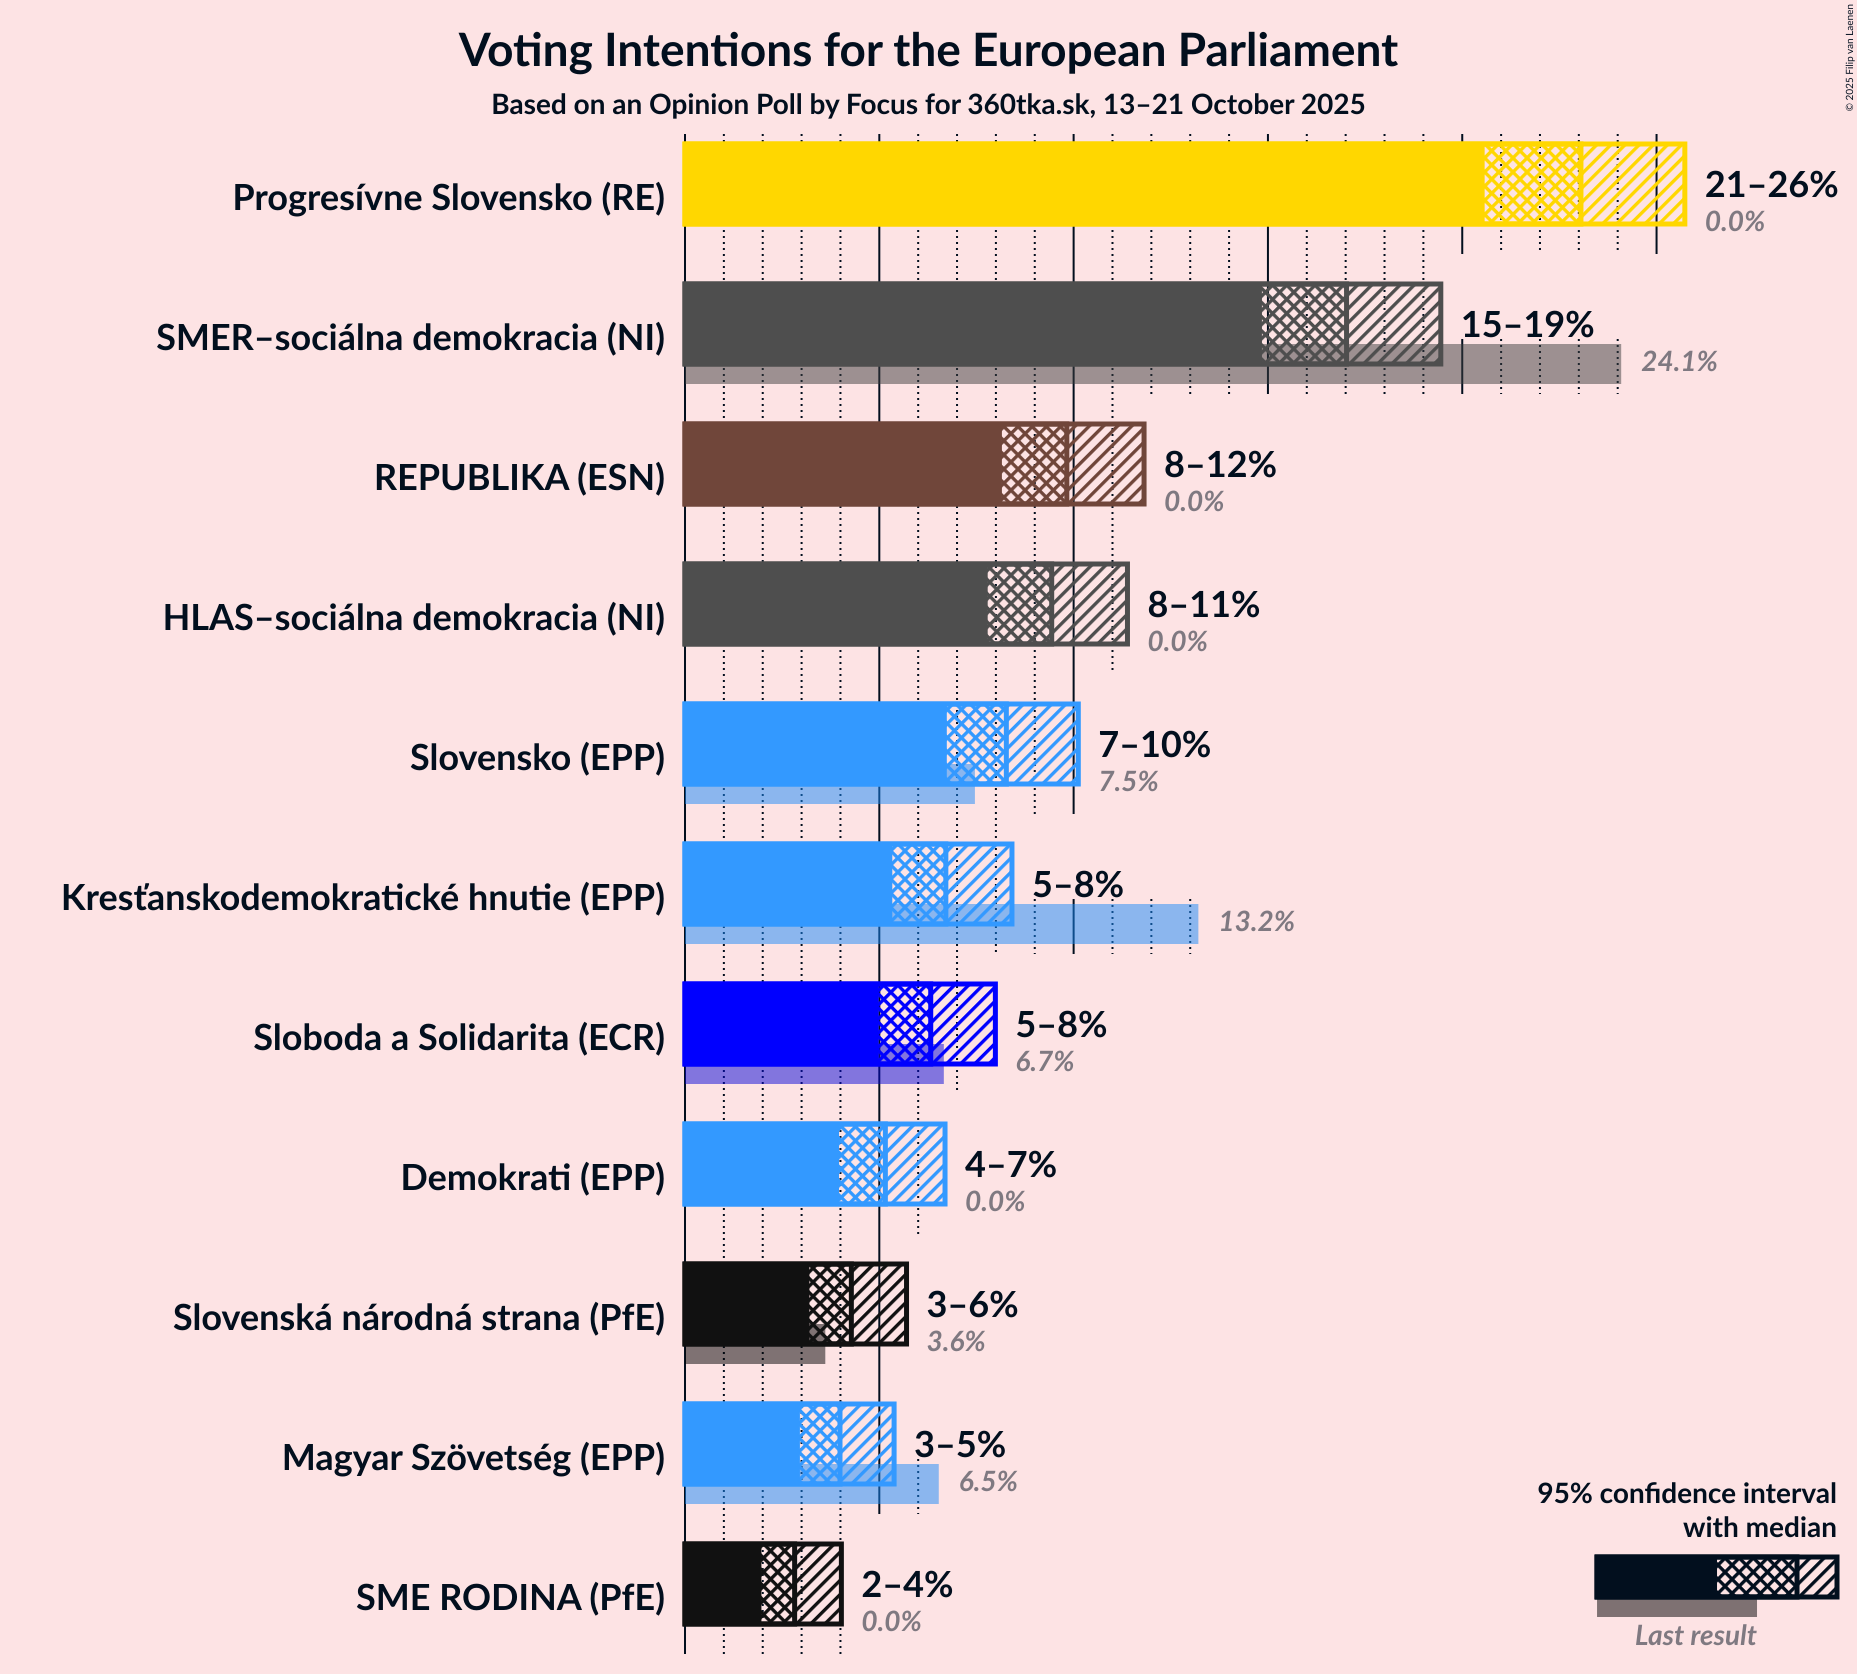 Voting Intentions for the European Parliament
Based on an Opinion Poll by Focus for 360tka.sk, 13–21 October 2025
© 2025 Filip van Laenen
Progresívne Slovensko (RE)
21–26%
0.0%
SMER–sociálna demokracia (NI)
15–19%
24.1%
REPUBLIKA (ESN)
8–12%
0.0%
HLAS–sociálna demokracia (NI)
8–11%
0.0%
Slovensko (EPP)
7–10%
7.5%
Kresťanskodemokratické hnutie (EPP)
5–8%
13.2%
Sloboda a Solidarita (ECR)
5–8%
6.7%
Demokrati (EPP)
4–7%
0.0%
Slovenská národná strana (PfE)
3–6%
3.6%
Magyar Szövetség (EPP)
3–5%
6.5%
SME RODINA (PfE)
2–4%
0.0%
95% confidence interval
with median
Last result